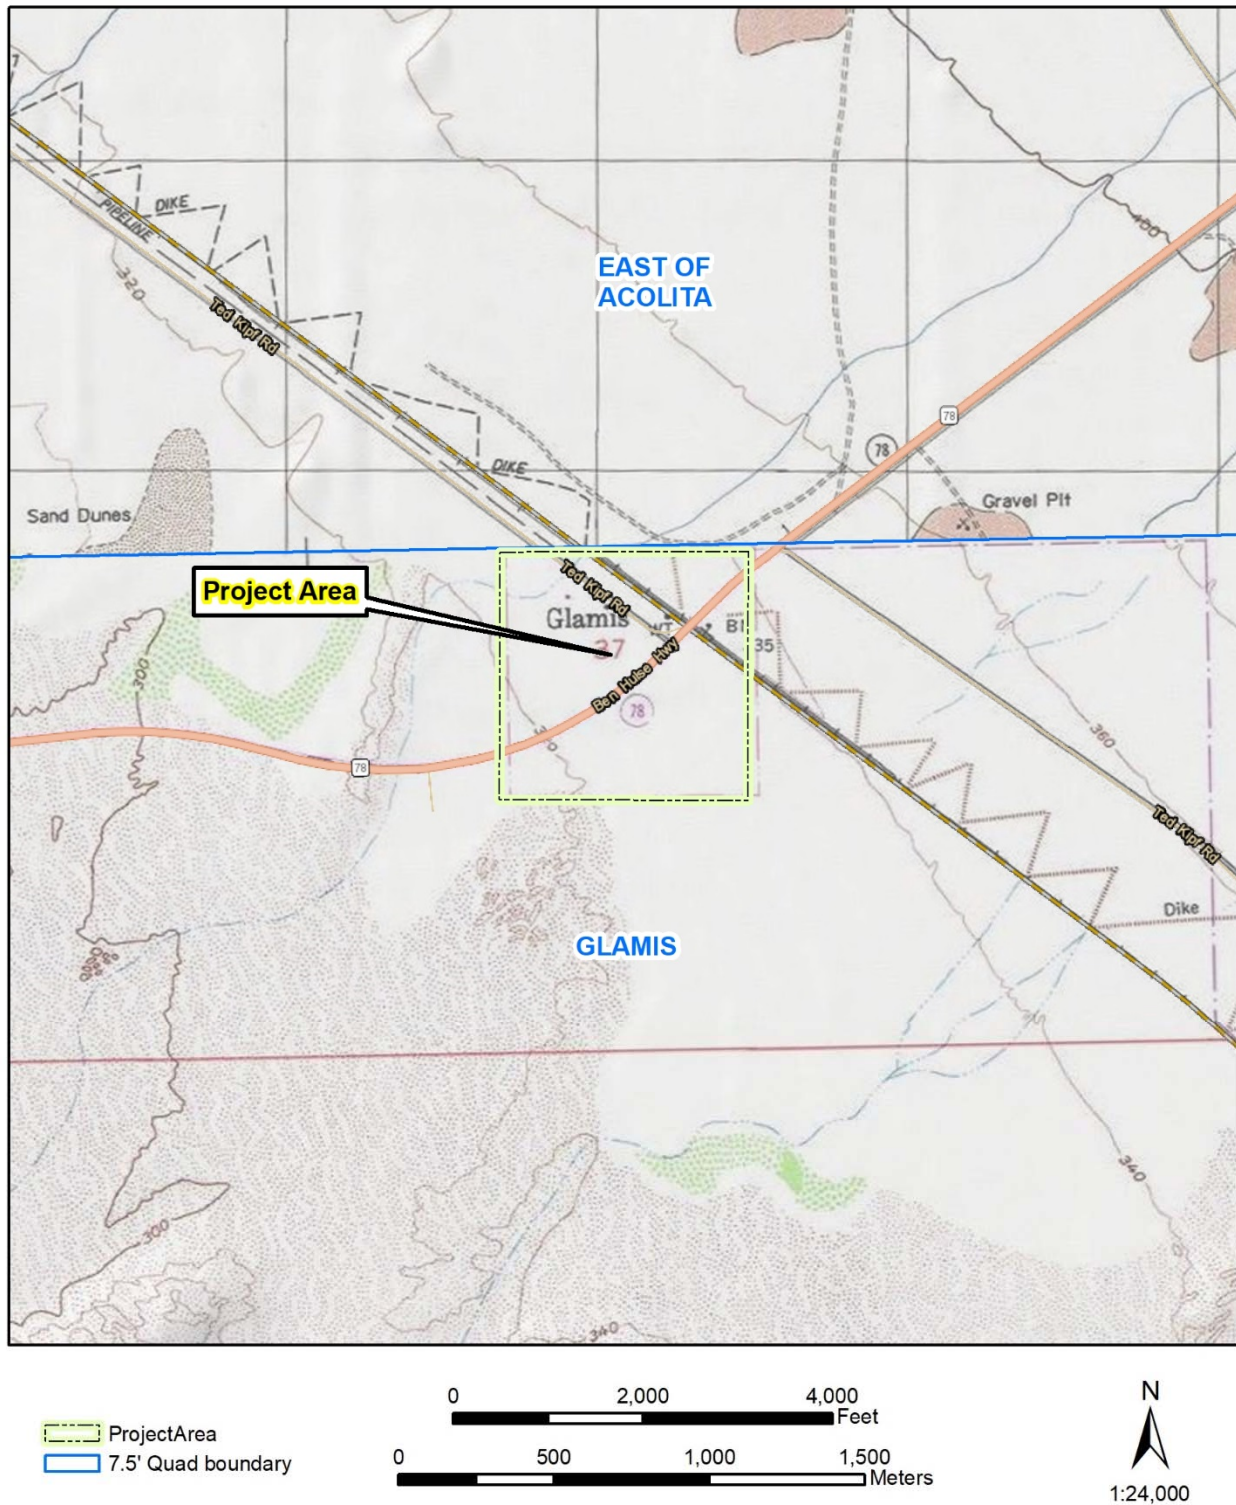 DIKE
PIPELINE
400
320
EAST OF
ACOLITA
Ted Kipf Rd
78
78
DIKE
Gravel Pit
Sand Dunes
Project Area
Ted Kipf Rd
Glamis
WT
37
35
Ben Hulse Hwy
78
300
78
360
Ted Kipf Rd
Dike
GLAMIS
340
300
340
ProjectArea
7.5' Quad boundary
0 2,000 4,000
Feet
0 500 1,000 1,500
Meters
N
1:24,000